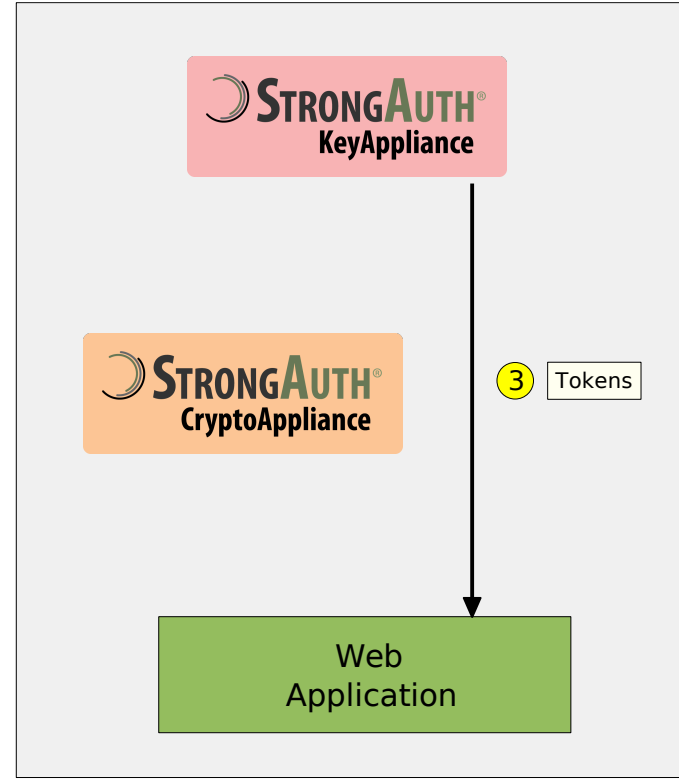 STRONGAUTH®
KeyAppliance
STRONGAUTH®
CryptoAppliance
3 Tokens
Web
Application